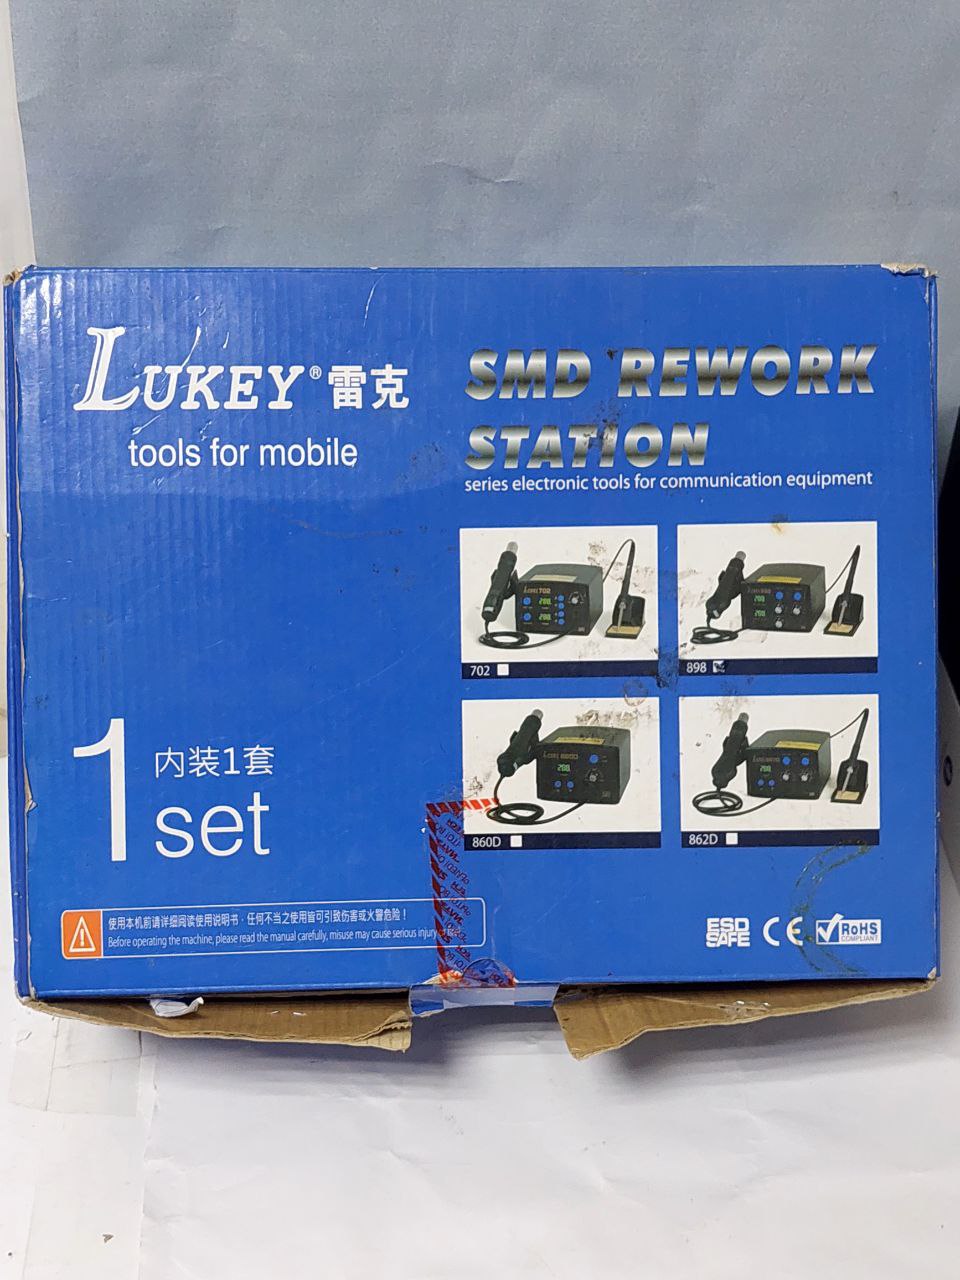 LUKEY® 雷克
tools for mobile
SMD REWORK
STATION
series electronic tools for communication equipment
702
898
860D
862D
1
内装1套
set
使用本机前请详细阅读使用说明书，任何不当之使用皆可引致伤害或火警危险！
Before operating the machine, please read the manual carefully, misuse may cause serious injury
ESD
SAFE
CE
RoHS
COMPLIANT